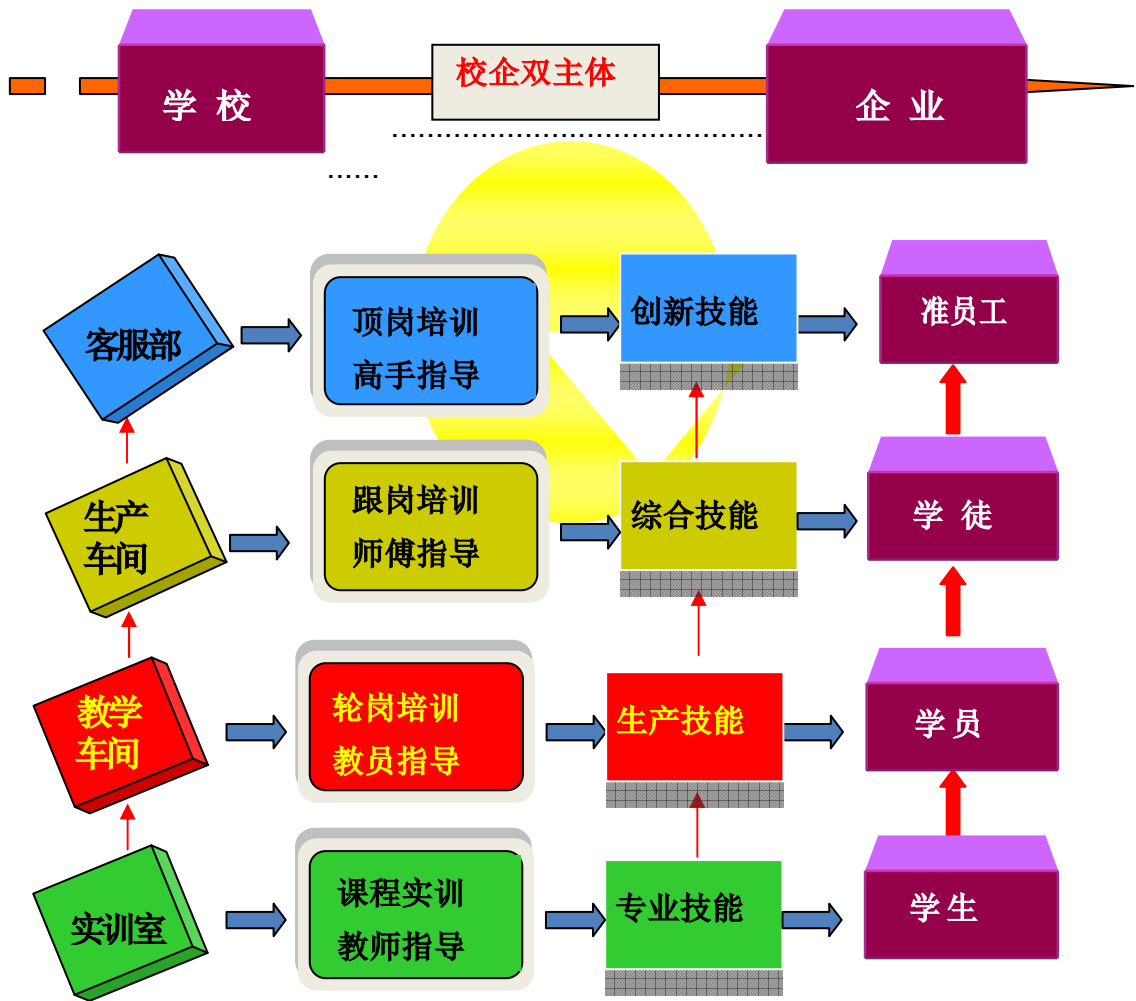 学 校
校企双主体
企 业
客服部
顶岗培训
高手指导
创新技能
准员工
生产
车间
跟岗培训
师傅指导
综合技能
学 徒
教学
车间
轮岗培训
教员指导
生产技能
学 员
实训室
课程实训
教师指导
专业技能
学 生